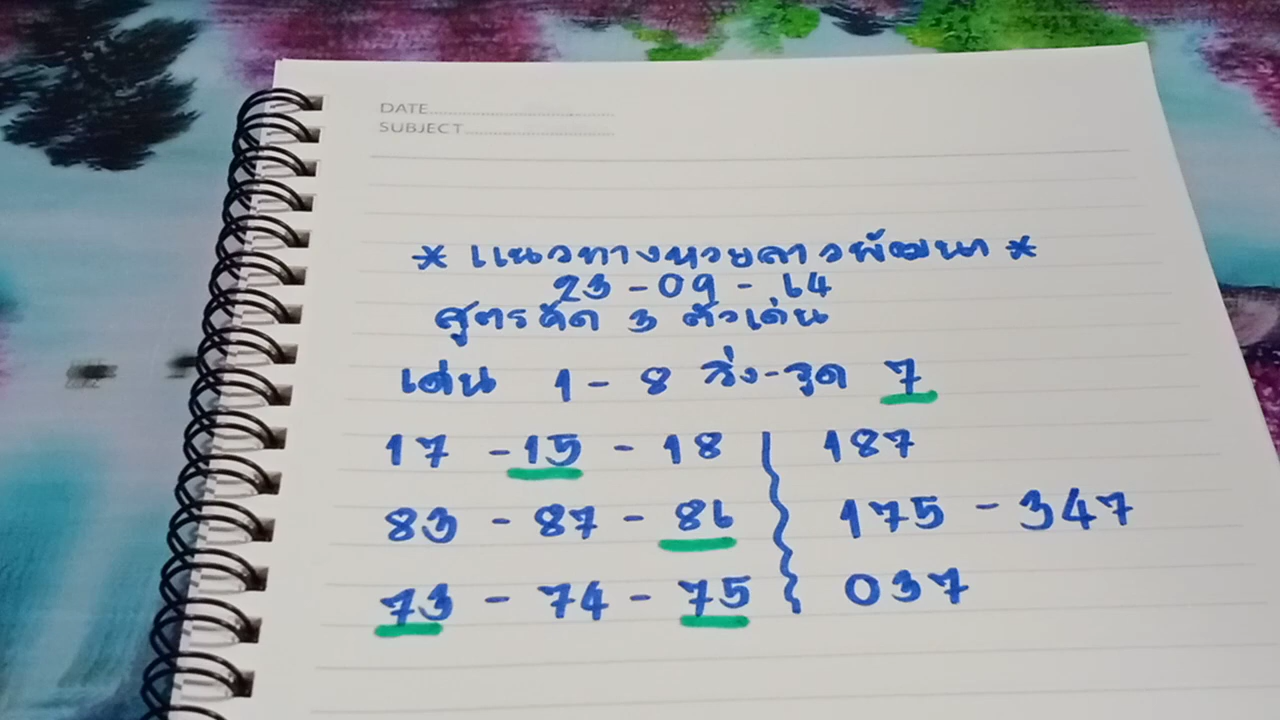 DATE
SUBJECT
* แนวทางหวยลาวพัฒนา *
23 - 09 - 64
สูตรคัด 3 ตัวเด่น
เด่น 1 - 8 วิ่ง-รูด 7
17 - 15 - 18 187
83 - 87 - 86 175 - 347
73 - 74 - 75 037